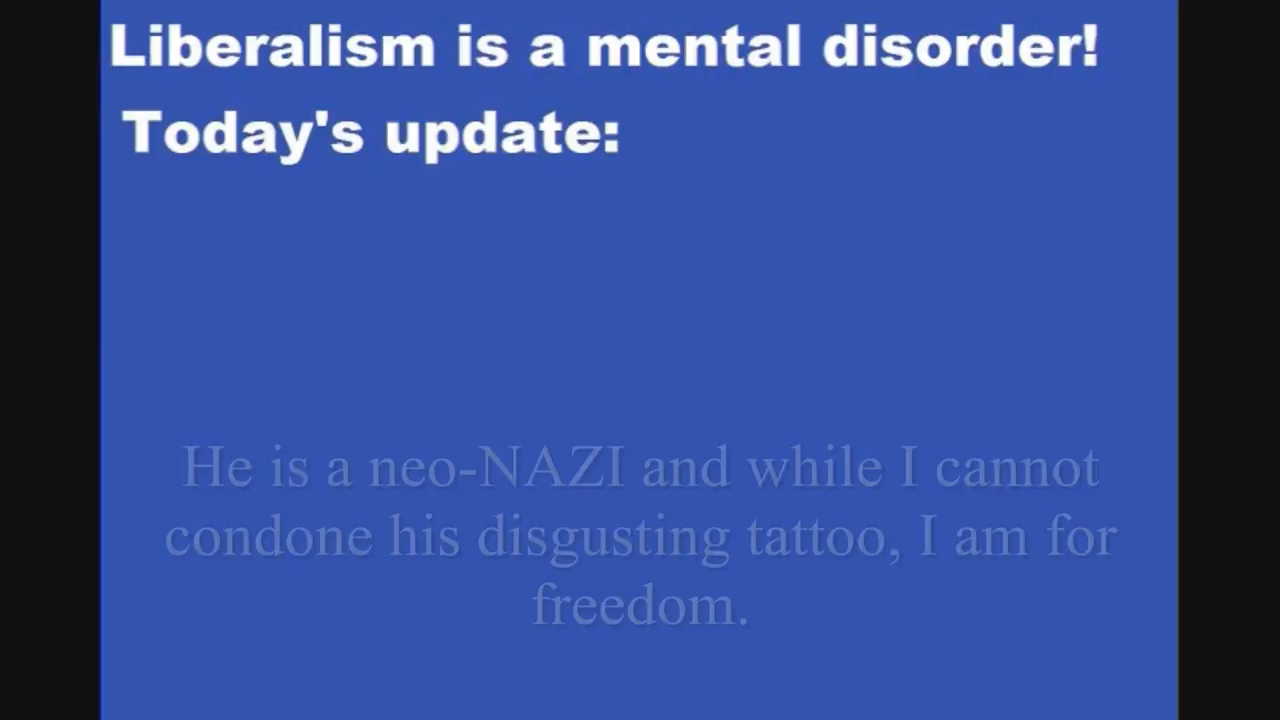 Liberalism is a mental disorder!
Today's update:
He is a neo-NAZI and while I cannot
condone his disgusting tattoo, I am for
freedom.